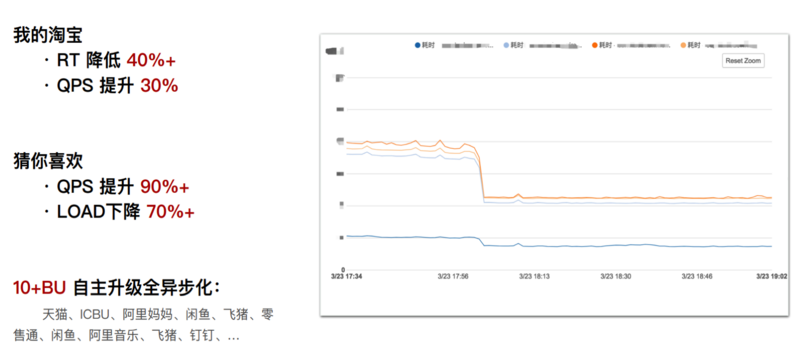 我的淘宝
· RT 降低 40%+
· QPS 提升 30%
猜你喜欢
· QPS 提升 90%+
· LOAD下降 70%+
10+BU 自主升级全异步化：
天猫、ICBU、阿里妈妈、闲鱼、飞猪、零
售通、闲鱼、阿里音乐、飞猪、钉钉、...
耗时 耗时 耗时 耗时
Reset Zoom
0
3/23 17:34 3/23 17:56 3/23 18:13 3/23 18:30 3/23 18:46 3/23 19:02